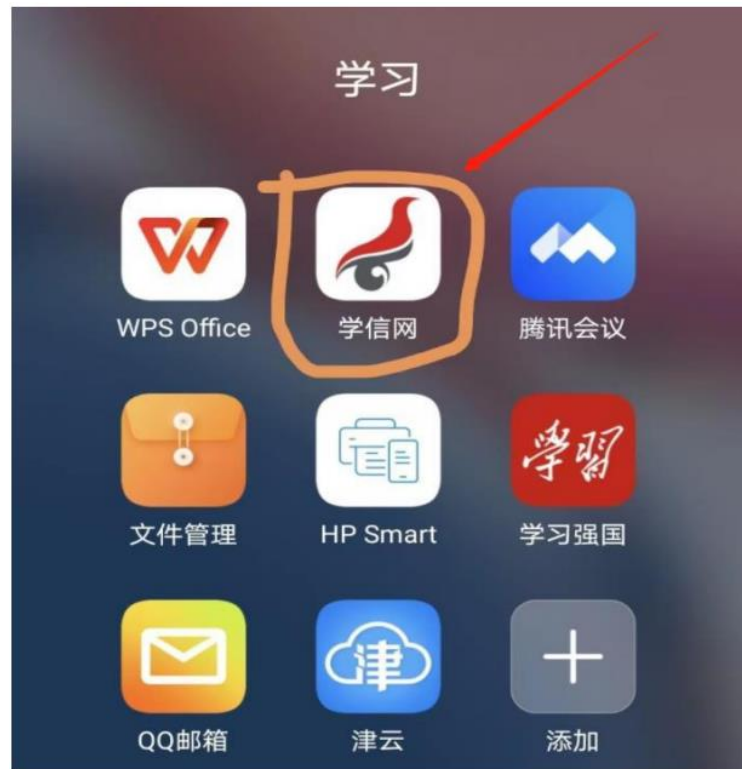 学习
WPS Office
学信网
腾讯会议
文件管理
HP Smart
學習
学习强国
QQ邮箱
津
津云
添加